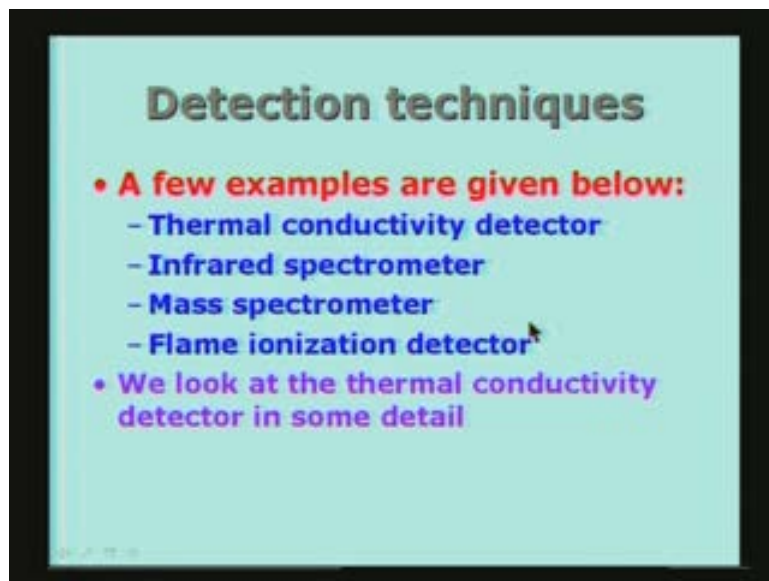 Detection techniques
• A few examples are given below:
– Thermal conductivity detector
– Infrared spectrometer
– Mass spectrometer
– Flame ionization detector
• We look at the thermal conductivity
detector in some detail